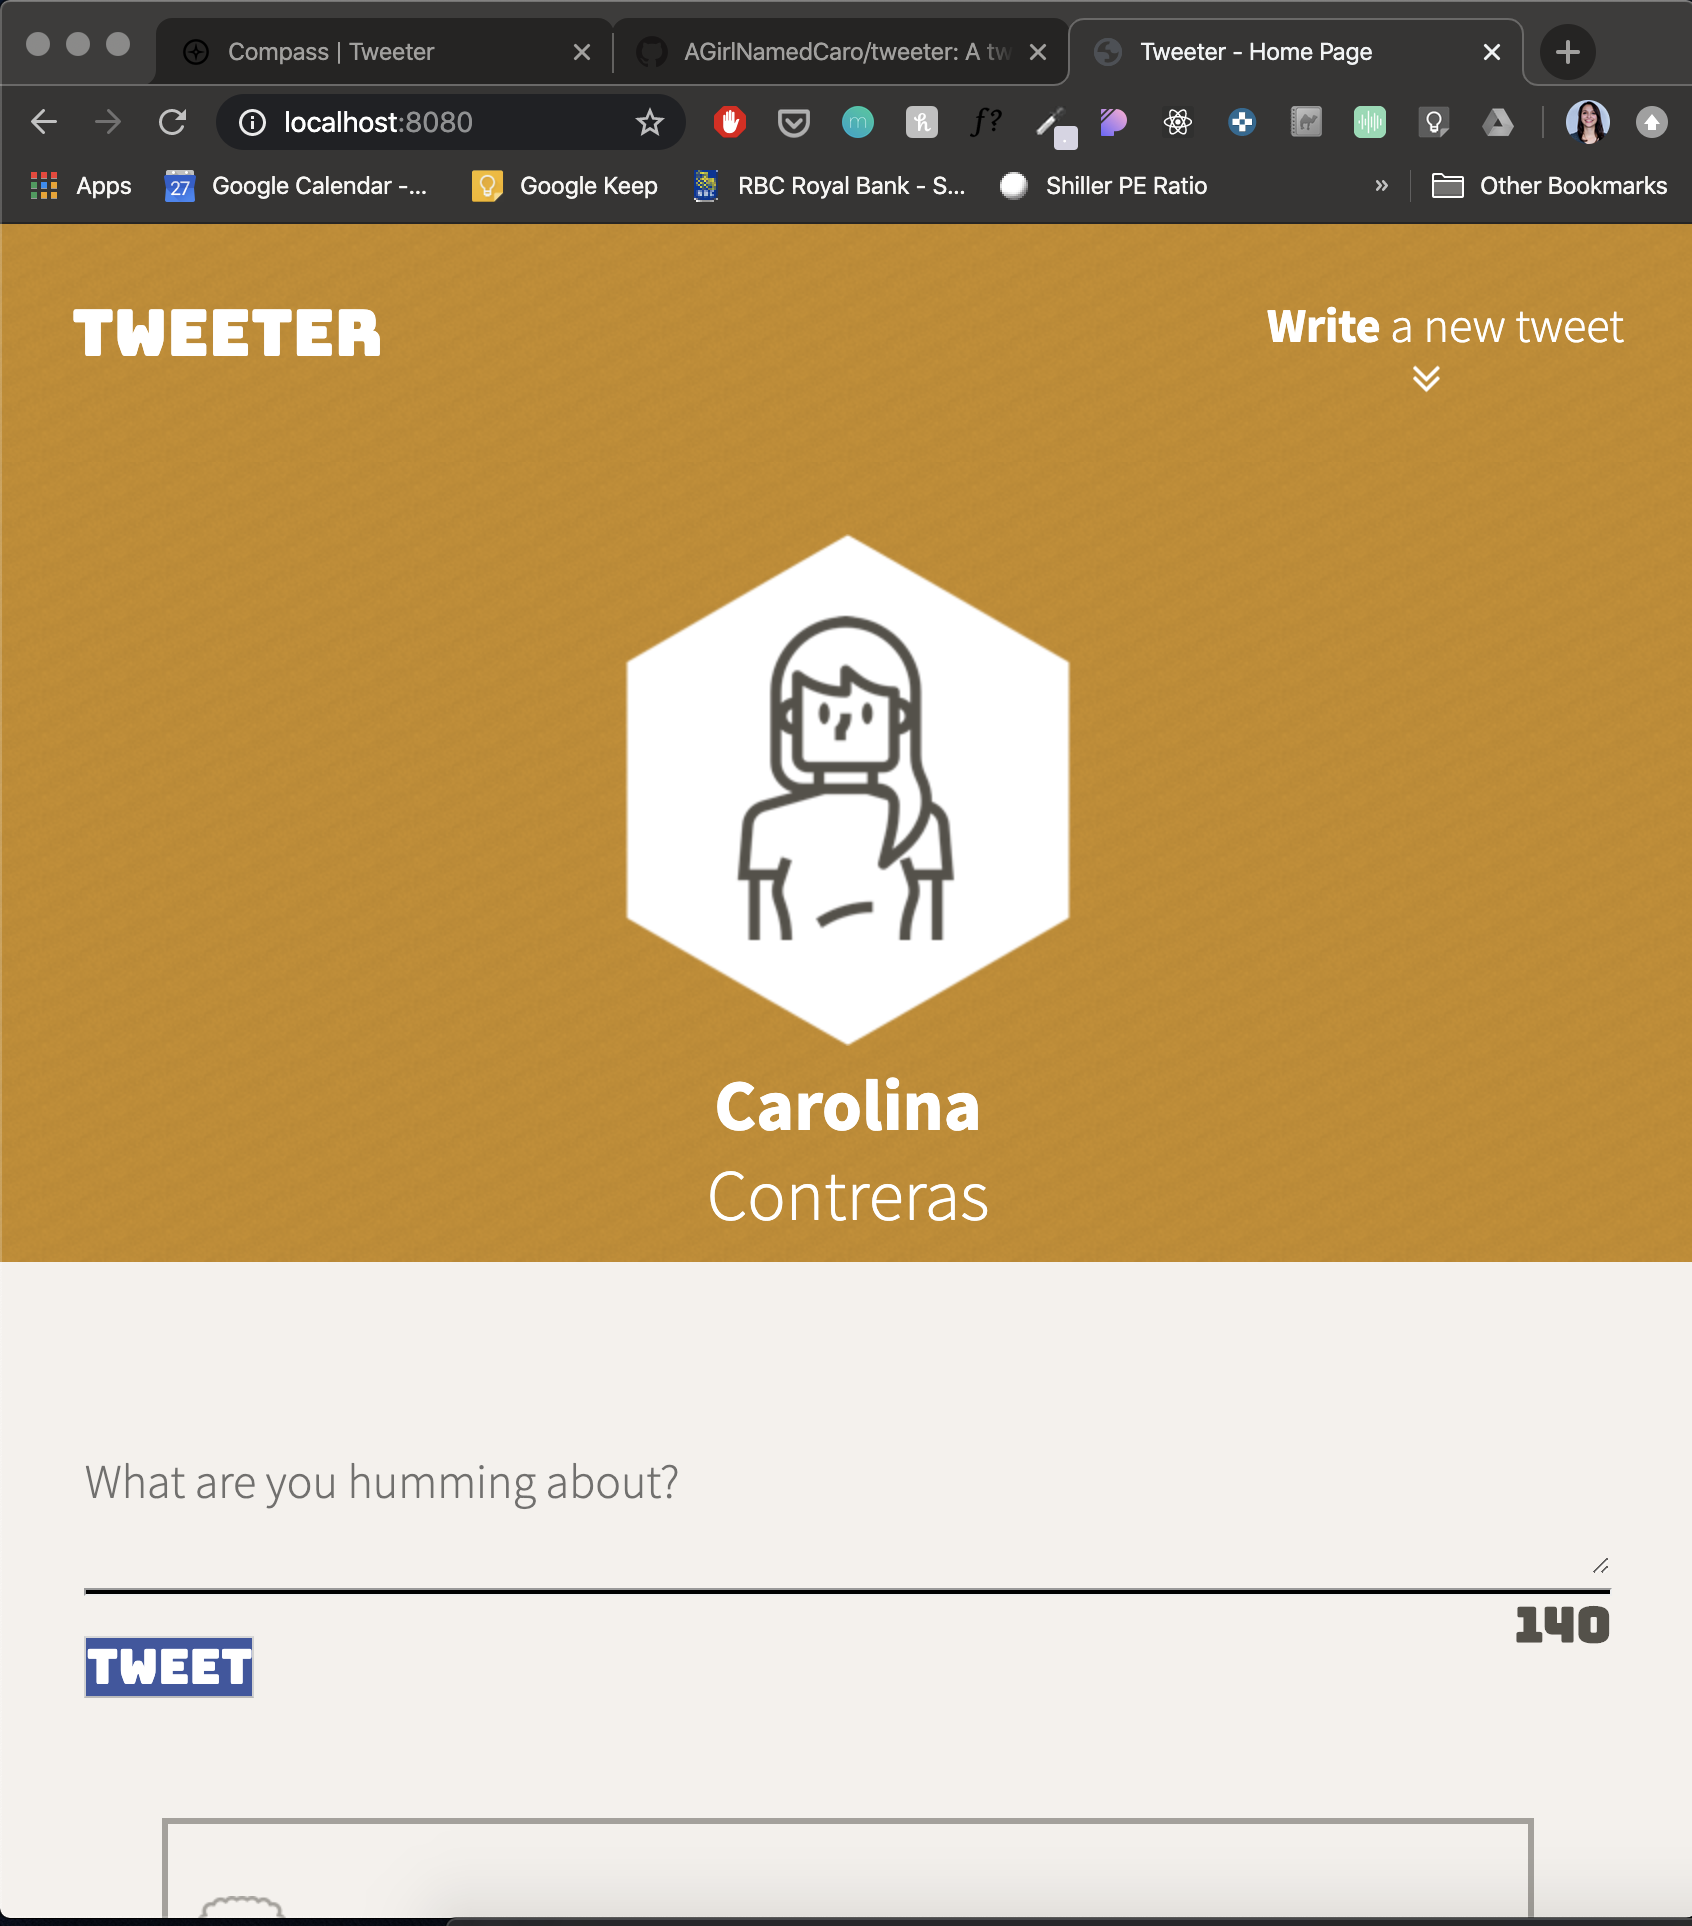 Compass | Tweeter
AGirlNamedCaro/tweeter: A tw
Tweeter - Home Page
localhost:8080
m
h
f?
Apps
27
Google Calendar -...
Google Keep
RBC Royal Bank - S...
Shiller PE Ratio
»
Other Bookmarks
TWEETER
Write a new tweet
Carolina
Contreras
What are you humming about?
140
TWEET